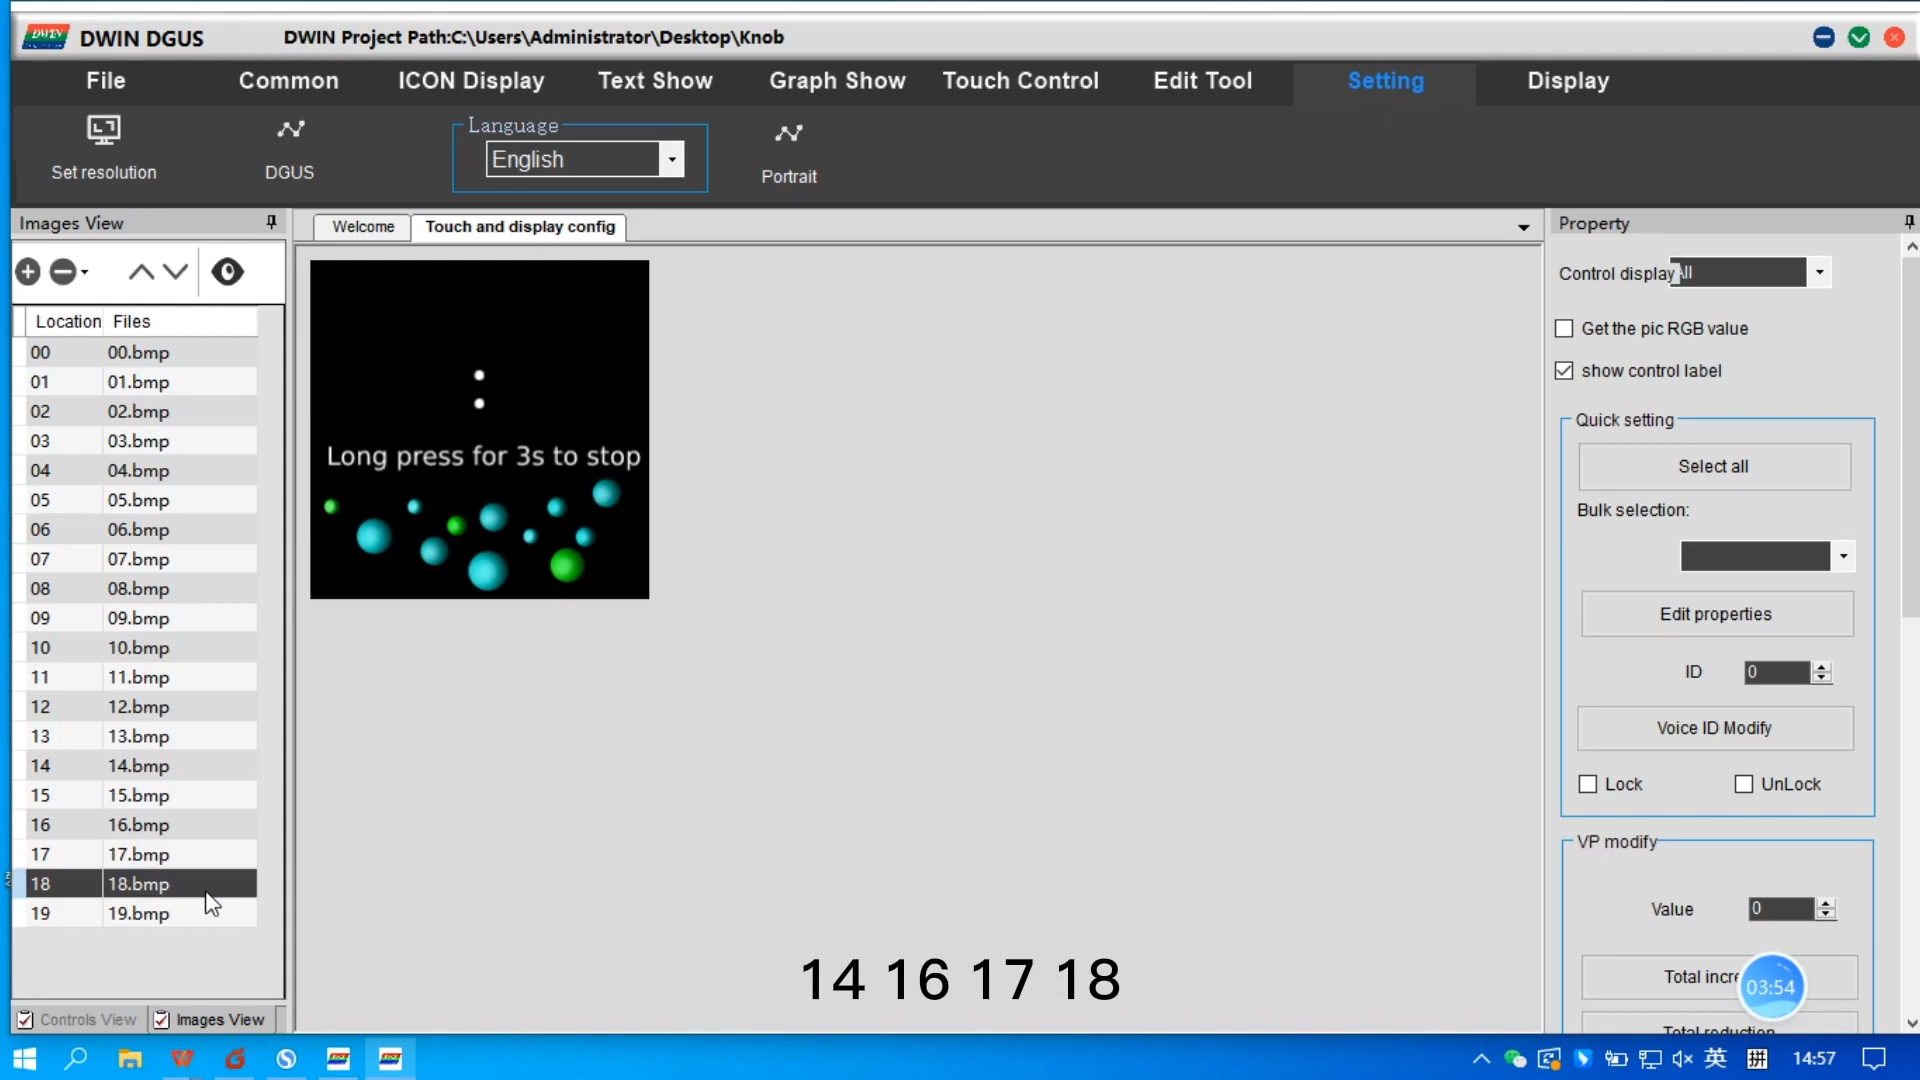 DWIN DWIN DGUS DWIN Project Path:C:\Users\Administrator\Desktop\Knob
File Common ICON Display Text Show Graph Show Touch Control Edit Tool Setting Display
Language
English
Set resolution DGUS Portrait
Images View
Welcome Touch and display config
Property
Control display
Location Files
00 00.bmp
01 01.bmp
02 02.bmp
03 03.bmp
04 04.bmp
05 05.bmp
06 06.bmp
07 07.bmp
08 08.bmp
09 09.bmp
10 10.bmp
11 11.bmp
12 12.bmp
13 13.bmp
14 14.bmp
15 15.bmp
16 16.bmp
17 17.bmp
18 18.bmp
19 19.bmp
Controls View Images View
Long press for 3s to stop
Get the pic RGB value
show control label
Quick setting
Select all
Bulk selection:
Edit properties
ID 0
Voice ID Modify
Lock UnLock
VP modify
Value 0
Total incre
03:54
Total reduction
14 16 17 18
英 拼 14:57